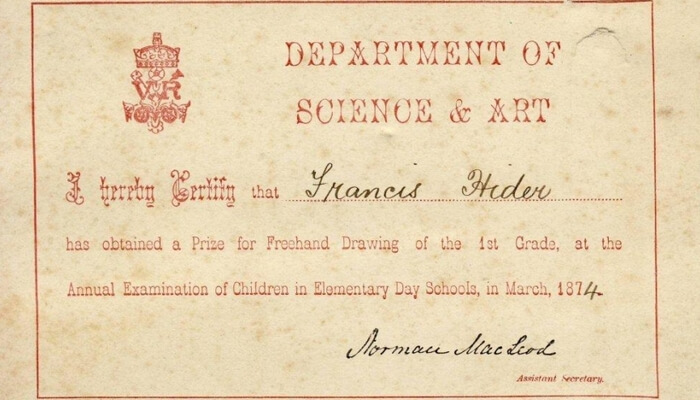 VR
DEPARTMENT OF
SCIENCE & ART
I hereby Certify that Francis Hider
has obtained a Prize for Freehand Drawing of the 1st Grade, at the
Annual Examination of Children in Elementary Day Schools, in March, 1874.
Norman MacLeod
Assistant Secretary.